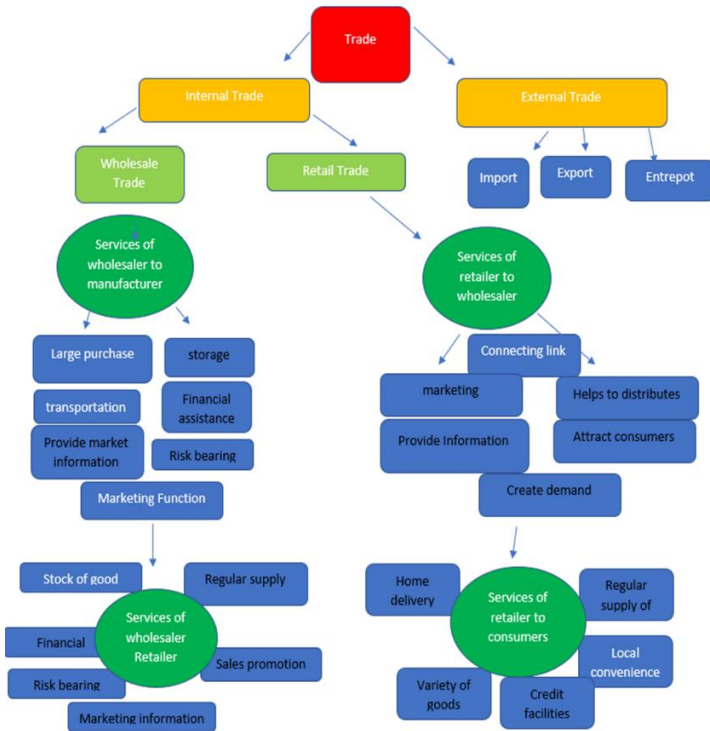 Trade
Internal Trade
External Trade
Wholesale
Trade
Retail Trade
Import
Export
Entrepot
Services of
wholesaler to
manufacturer
Services of
retailer to
wholesaler
Large purchase
storage
transportation
Financial
assistance
Provide market
information
Risk bearing
Marketing Function
Connecting link
marketing
Helps to distributes
Provide Information
Attract consumers
Create demand
Stock of good
Regular supply
Services of
wholesaler
Retailer
Financial
Sales promotion
Risk bearing
Marketing information
Home
delivery
Services of
retailer to
consumers
Regular
supply of
Local
convenience
Variety of
goods
Credit
facilities